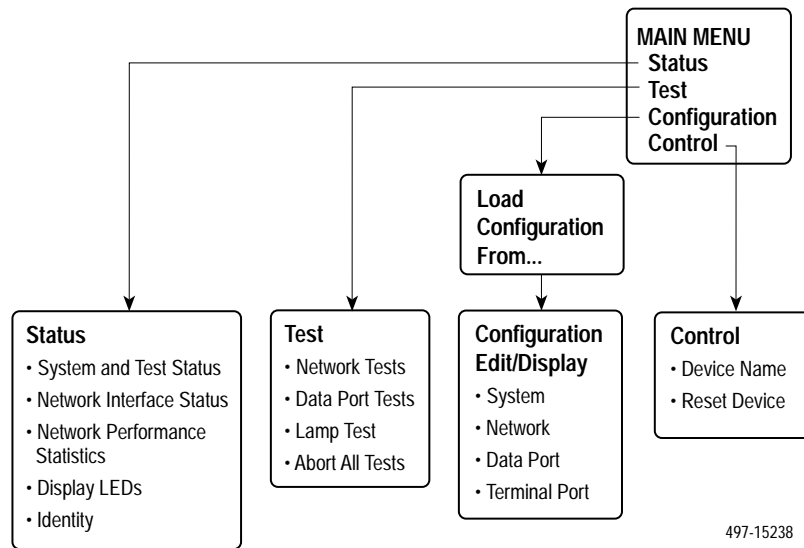 MAIN MENU
Status
Test
Configuration
Control
Load
Configuration
From...
Status
• System and Test Status
• Network Interface Status
• Network Performance
Statistics
• Display LEDs
• Identity
Test
• Network Tests
• Data Port Tests
• Lamp Test
• Abort All Tests
Configuration
Edit/Display
• System
• Network
• Data Port
• Terminal Port
Control
• Device Name
• Reset Device
497-15238